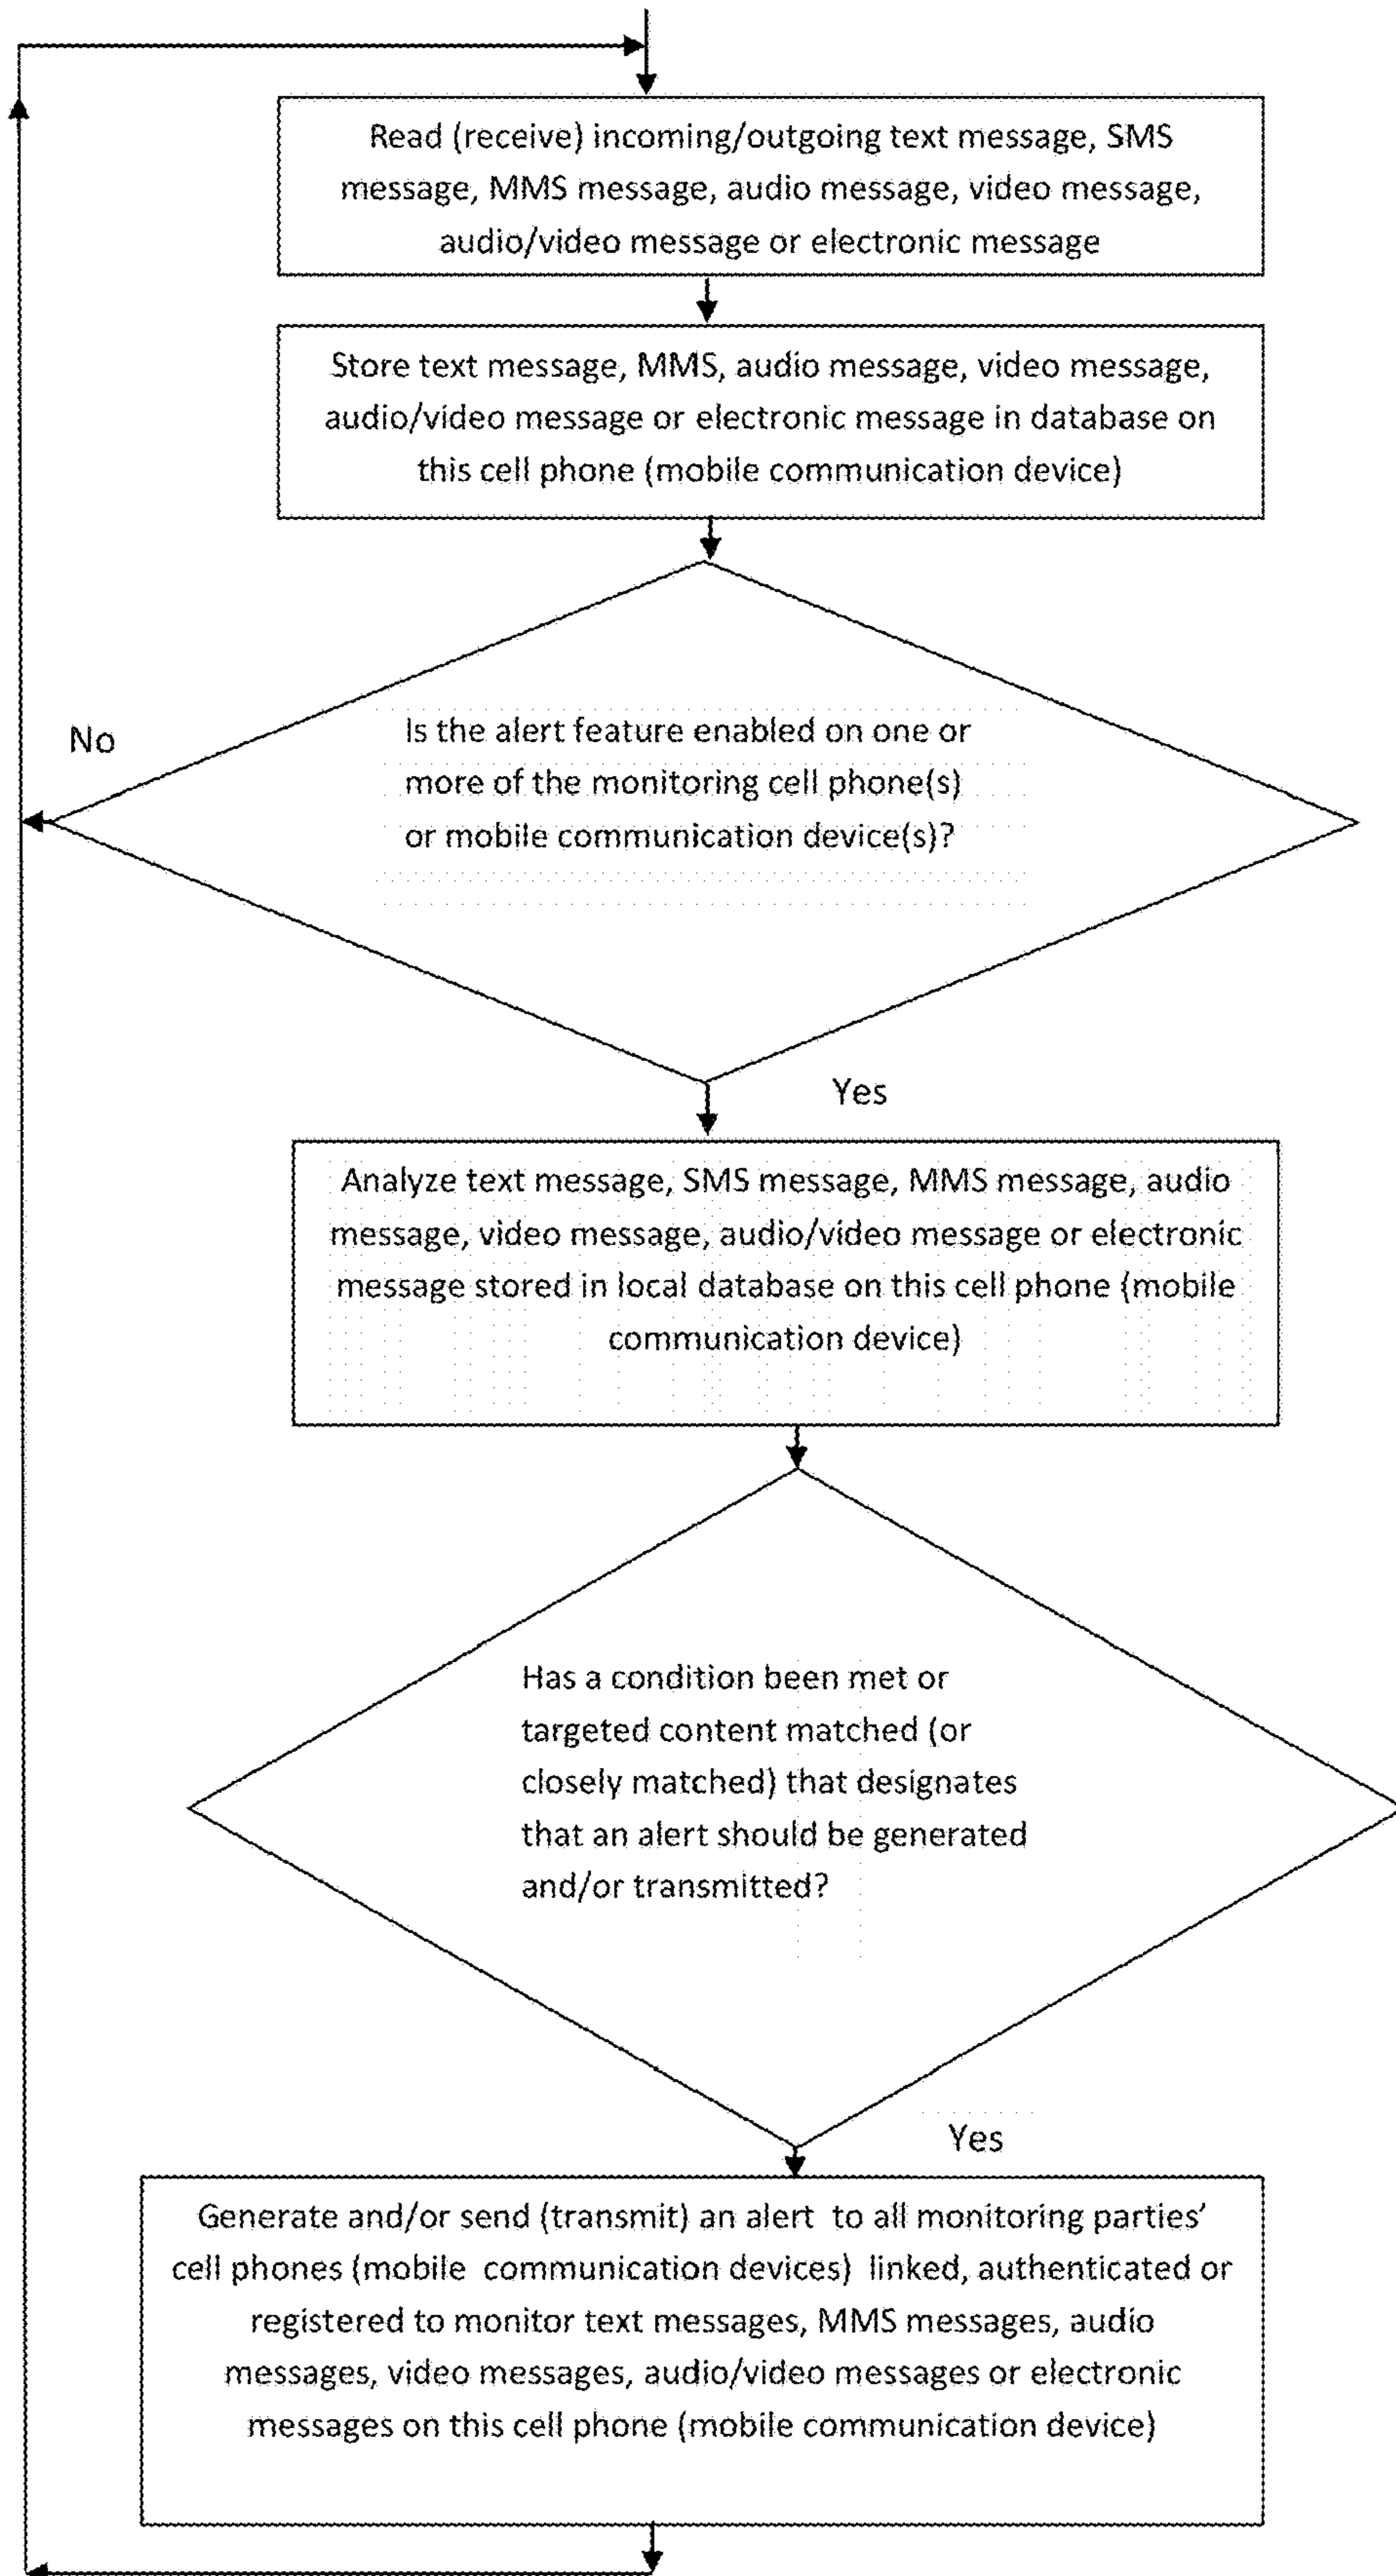 Read (receive) incoming/outgoing text message, SMS
message, MMS message, audio message, video message,
audio/video message or electronic message
Store text message, MMS, audio message, video message,
audio/video message or electronic message in database on
this cell phone (mobile communication device)
No
Is the alert feature enabled on one or
more of the monitoring cell phone(s)
or mobile communication device(s)?
Yes
Analyze text message, SMS message, MMS message, audio
message, video message, audio/video message or electronic
message stored in local database on this cell phone (mobile
communication device)
Has a condition been met or
targeted content matched (or
closely matched) that designates
that an alert should be generated
and/or transmitted?
Yes
Generate and/or send (transmit) an alert to all monitoring parties’
cell phones (mobile communication devices) linked, authenticated or
registered to monitor text messages, MMS messages, audio
messages, video messages, audio/video messages or electronic
messages on this cell phone (mobile communication device)